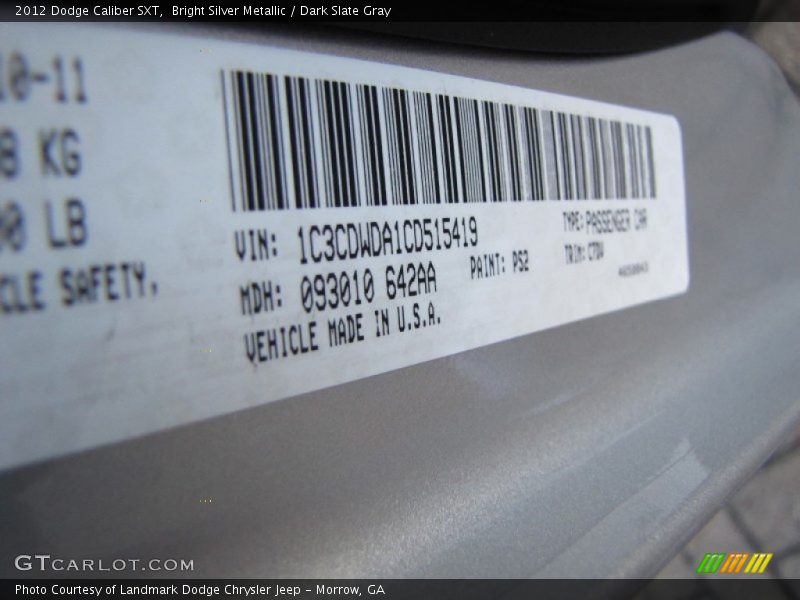 2012 Dodge Caliber SXT, Bright Silver Metallic / Dark Slate Gray
10-11
8 KG
00 LB
CLE SAFETY,
VIN: 1C3CDWDA1CD515419
TYPE: PASSENGER CAR
MDH: 093010 642AA
PAINT: PS2
TRIM:
VEHICLE MADE IN U.S.A.
GTCARLOT.COM
Photo Courtesy of Landmark Dodge Chrysler Jeep – Morrow, GA